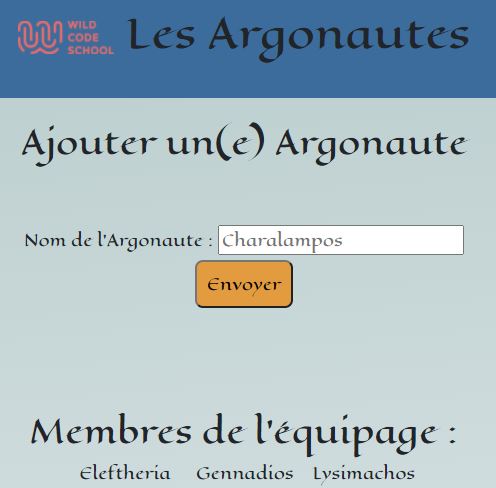 WILD
CODE
SCHOOL
Les Argonautes
Ajouter un(e) Argonaute
Nom de l'Argonaute : Charalampos
Envoyer
Membres de l'équipage :
Eleftheria Gennadios Lysimachos